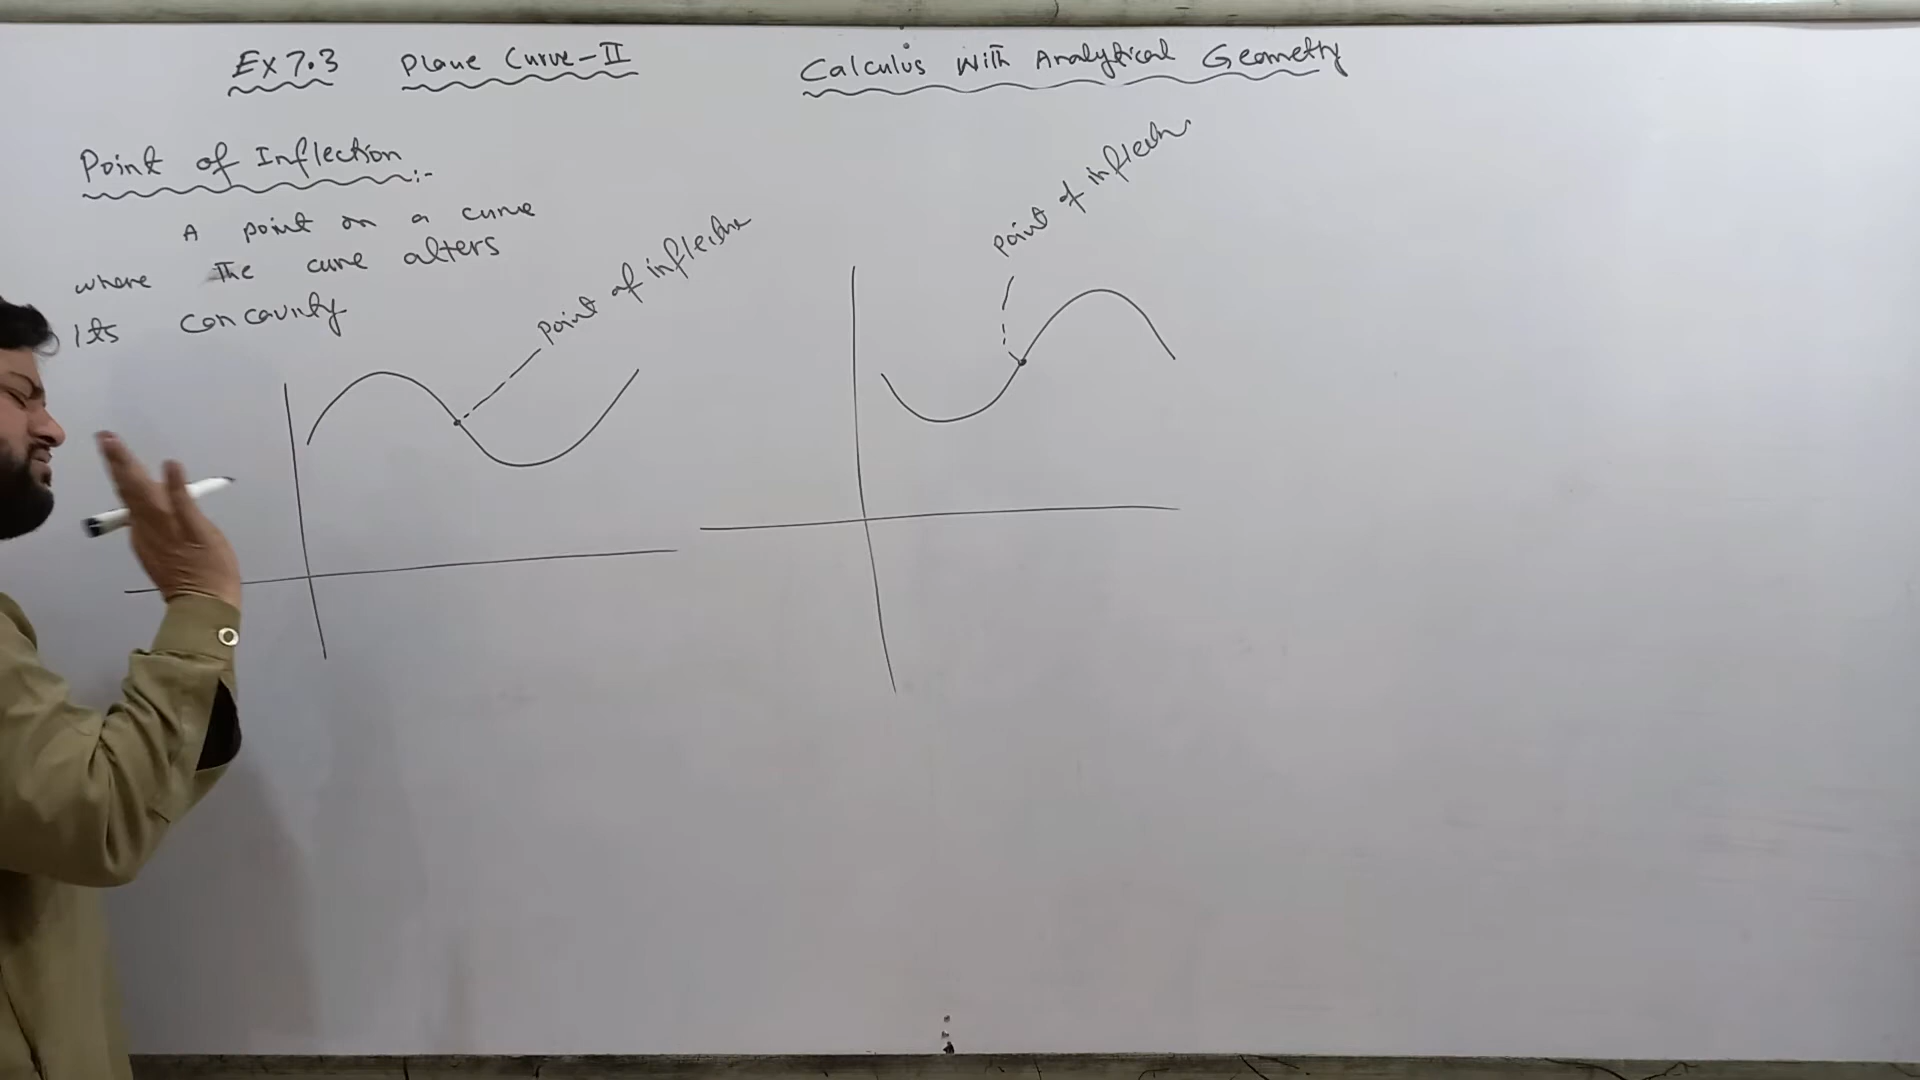 Ex 7.3 Plane Curve-II Calculus With Analytical Geometry
Point of Inflection :-
A point on a curve
where The curve alters
Its Concavity
point of inflection
point of inflection